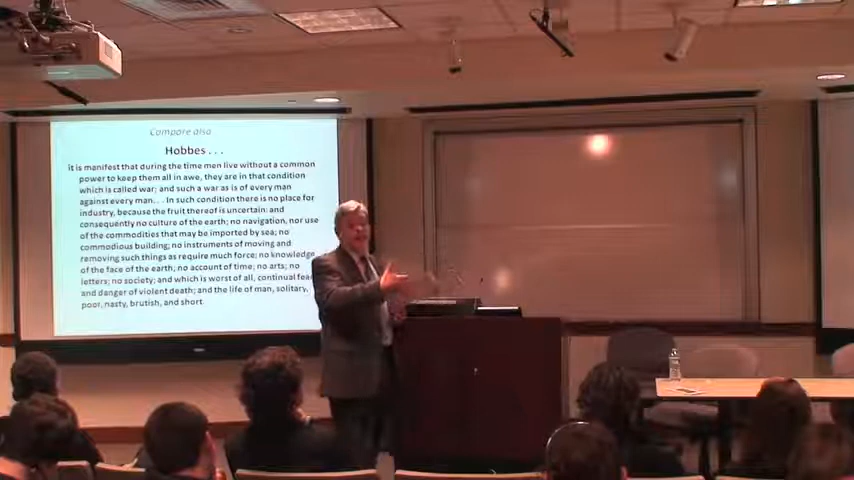 Compare also
Hobbes . . .
it is manifest that during the time men live without a common
power to keep them all in awe, they are in that condition
which is called war; and such a war as is of every man
against every man. . . In such condition there is no place for
industry, because the fruit thereof is uncertain: and
consequently no culture of the earth; no navigation, nor use
of the commodities that may be imported by sea; no
commodious building; no instruments of moving and
removing such things as require much force; no knowledge
of the face of the earth; no account of time; no arts; no
letters; no society; and which is worst of all, continual fear
and danger of violent death; and the life of man, solitary,
poor, nasty, brutish, and short.